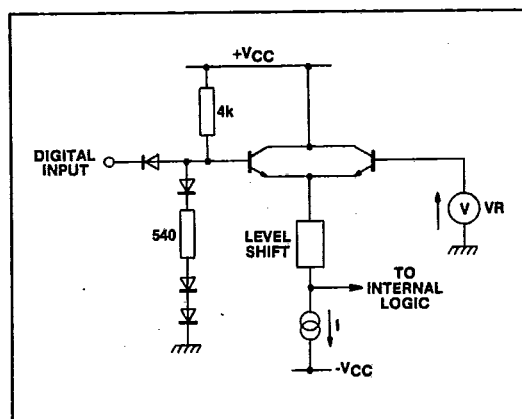 +VCC
4k
DIGITAL
INPUT
540
V
VR
LEVEL
SHIFT
TO
INTERNAL
LOGIC
I
-VCC